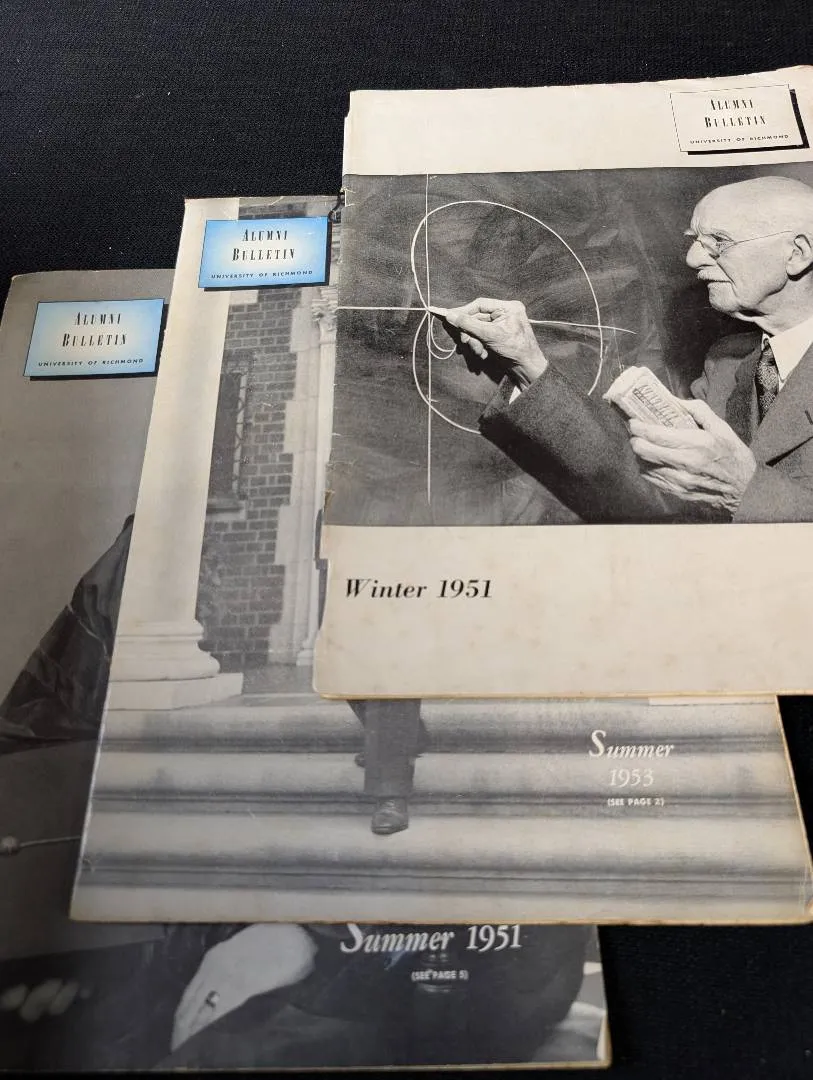 Alumni
Bulletin
UNIVERSITY OF RICHMOND
Winter 1951
Alumni
Bulletin
UNIVERSITY OF RICHMOND
Summer
1953
(SEE PAGE 2)
Alumni
Bulletin
UNIVERSITY OF RICHMOND
Summer 1951
(SEE PAGE 5)